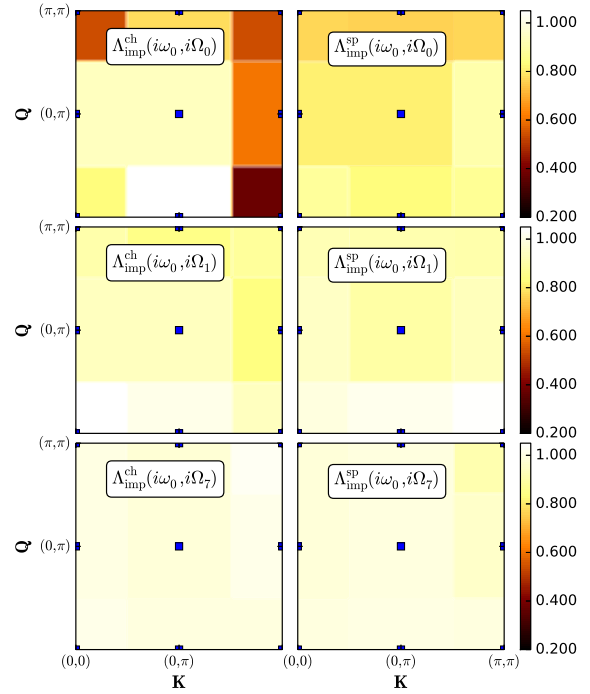 (π,π)
Λ^ch_imp(iω_0,iΩ_0)
Λ^sp_imp(iω_0,iΩ_0)
Q
(0,π)
1.000
0.800
0.600
0.400
0.200
(π,π)
Λ^ch_imp(iω_0,iΩ_1)
Λ^sp_imp(iω_0,iΩ_1)
Q
(0,π)
1.000
0.800
0.600
0.400
0.200
(π,π)
Λ^ch_imp(iω_0,iΩ_7)
Λ^sp_imp(iω_0,iΩ_7)
Q
(0,π)
1.000
0.800
0.600
0.400
0.200
(0,0) (0,π) (0,0) (0,π) (π,π)
K K